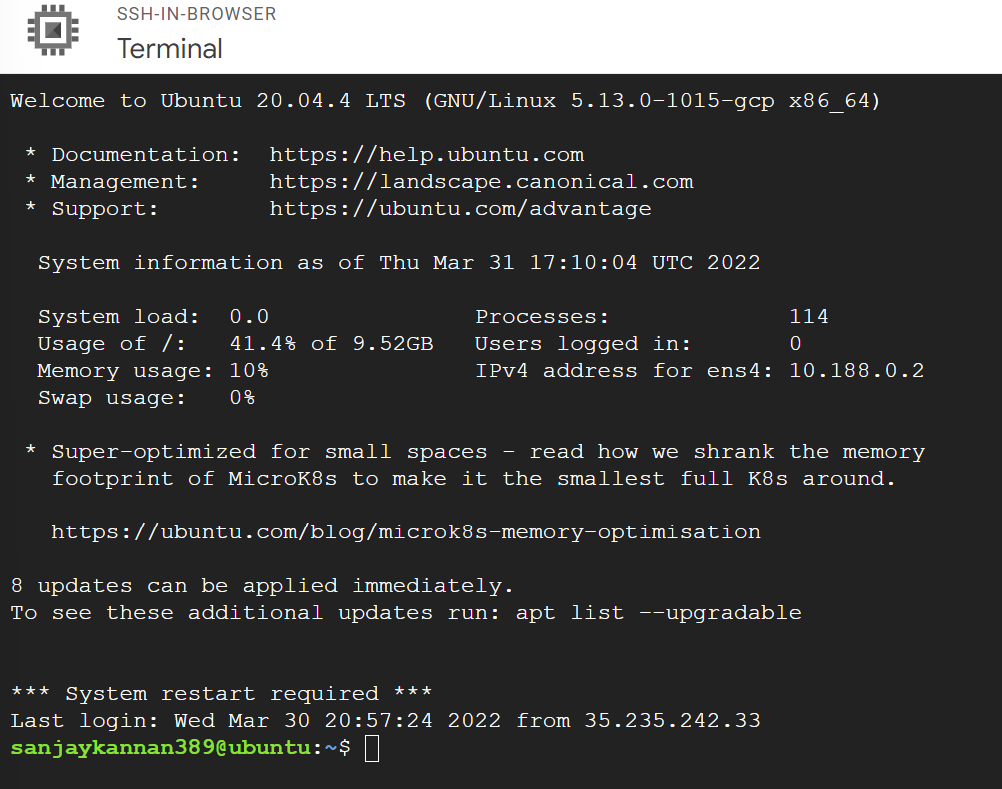 SSH-IN-BROWSER
Terminal
Welcome to Ubuntu 20.04.4 LTS (GNU/Linux 5.13.0-1015-gcp x86_64)
* Documentation:  https://help.ubuntu.com
* Management:     https://landscape.canonical.com
* Support:        https://ubuntu.com/advantage
System information as of Thu Mar 31 17:10:04 UTC 2022
System load:  0.0               Processes:             114
Usage of /:   41.4% of 9.52GB   Users logged in:       0
Memory usage: 10%               IPv4 address for ens4: 10.188.0.2
Swap usage:   0%
* Super-optimized for small spaces - read how we shrank the memory
footprint of MicroK8s to make it the smallest full K8s around.
https://ubuntu.com/blog/microk8s-memory-optimisation
8 updates can be applied immediately.
To see these additional updates run: apt list --upgradable
*** System restart required ***
Last login: Wed Mar 30 20:57:24 2022 from 35.235.242.33
sanjaykannan389@ubuntu:~$